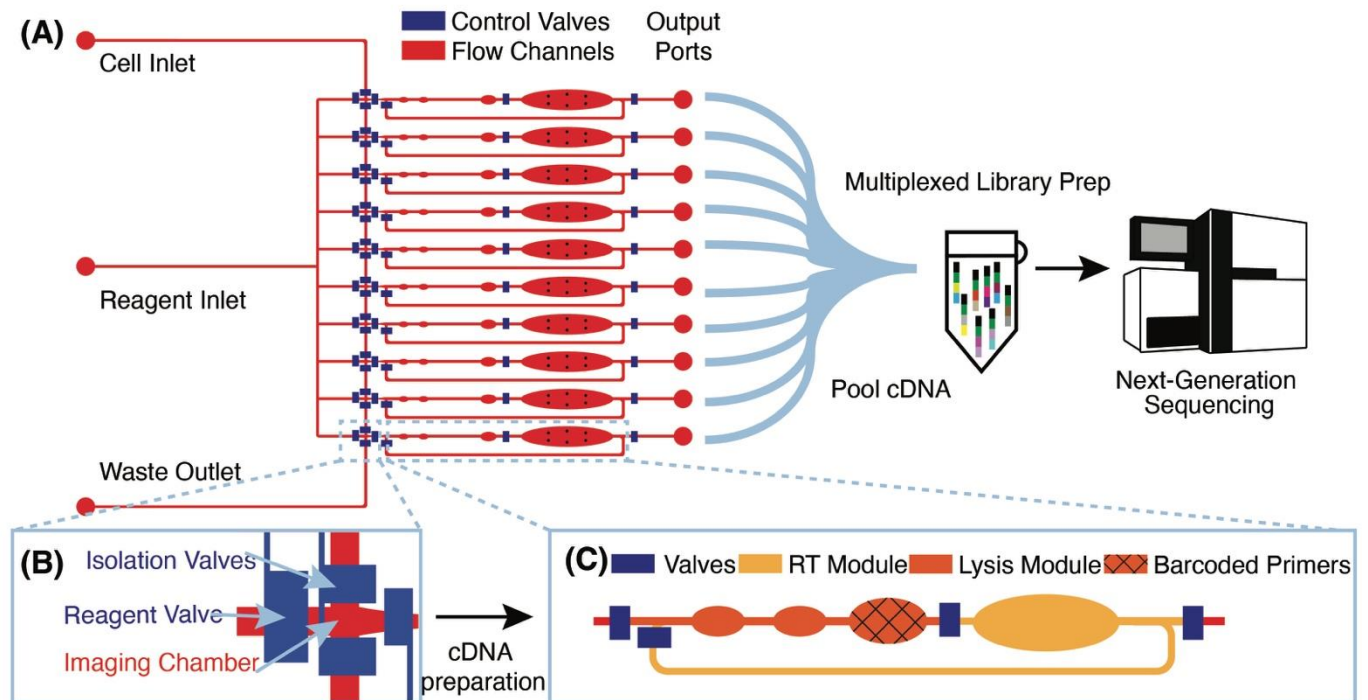 (A)
Control Valves
Flow Channels
Output
Ports
Cell Inlet
Reagent Inlet
Waste Outlet
Multiplexed Library Prep
Pool cDNA
Next-Generation
Sequencing
(B)
Isolation Valves
Reagent Valve
Imaging Chamber
cDNA
preparation
(C)
Valves
RT Module
Lysis Module
Barcoded Primers